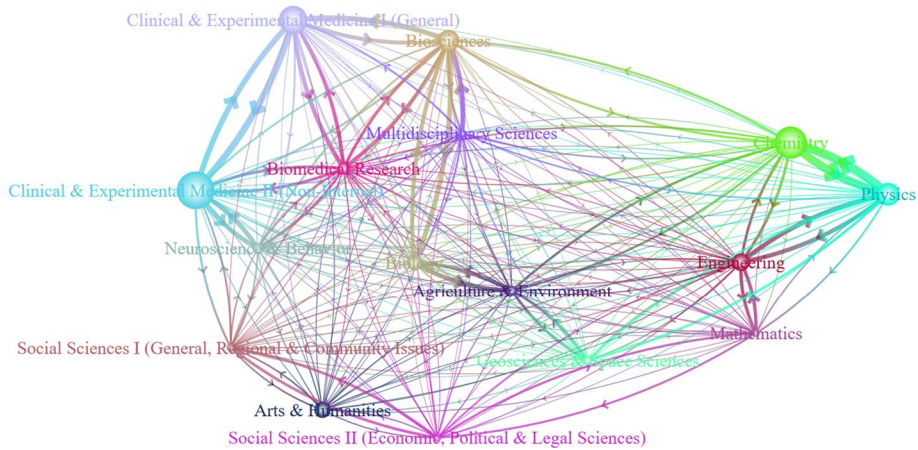 Clinical & Experimental Medicine I (General)
Biosciences
Multidisciplinary Sciences
Chemistry
Biomedical Research
Clinical & Experimental Medicine II (Non-Internal)
Physics
Neuroscience & Behavior
Biology
Engineering
Agriculture & Environment
Mathematics
Social Sciences I (General, Regional & Community Issues)
Geosciences & Space Sciences
Arts & Humanities
Social Sciences II (Economic, Political & Legal Sciences)